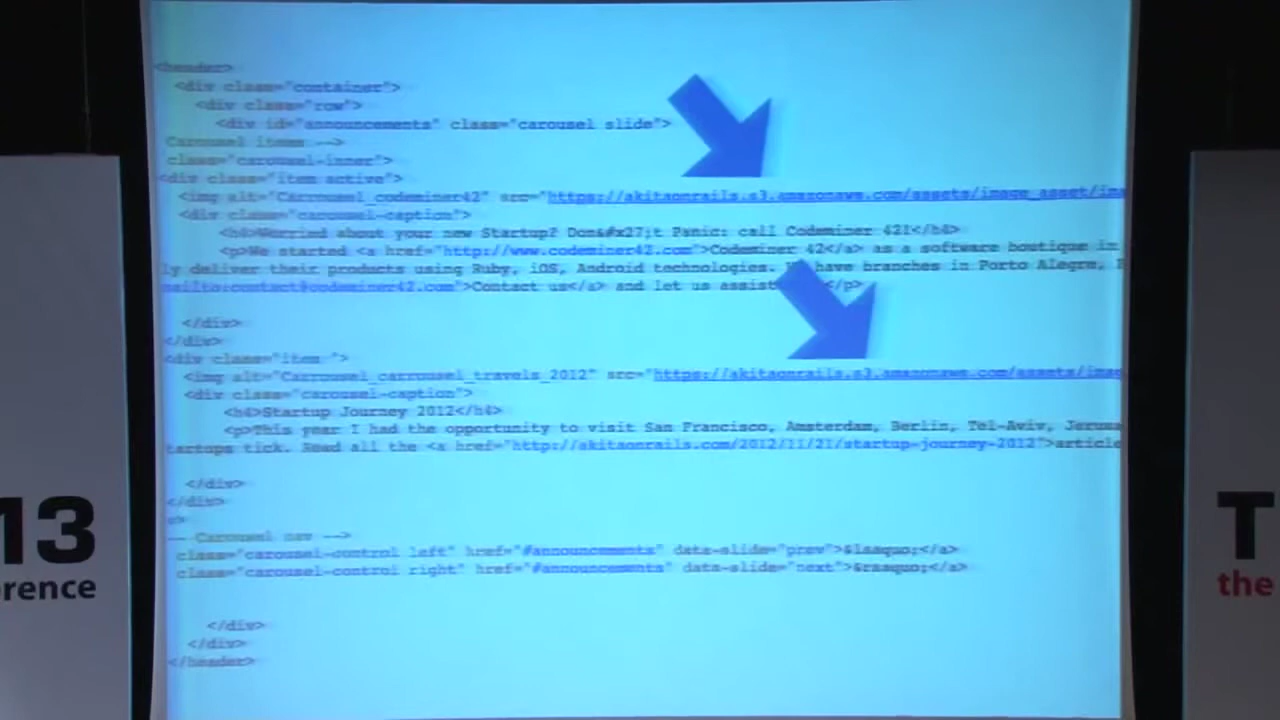 <header>
<div class="container">
<div class="row">
<div id="announcements" class="carousel slide">
Carousel items -->
class="carousel-inner">
<div class="item active">
<img alt="Carrousel_codeminer42" src="https://akitaonrails.s3.amazonaws.com/assets/image_asset/ima
<div class="carousel-caption">
<h4>Worried about your new Startup? Don&#x27;t Panic: call Codeminer 42!</h4>
<p>We started <a href="http://www.codeminer42.com">Codeminer 42</a> as a software boutique in
ly deliver their products using Ruby, iOS, Android technologies. have branches in Porto Alegre,
mailto:contact@codeminer42.com">Contact us</a> and let us assist </p>
</div>
</div>
<div class="item ">
<img alt="Carrousel_carrousel_travels_2012" src="https://akitaonrails.s3.amazonaws.com/assets/imag
<div class="carousel-caption">
<h4>Startup Journey 2012</h4>
<p>This year I had the opportunity to visit San Francisco, Amsterdam, Berlin, Tel-Aviv, Jerusa
tartups tick. Read all the <a href="http://akitaonrails.com/2012/11/21/startup-journey-2012">article
</div>
</div>
v>
-- Carousel nav -->
class="carousel-control left" href="#announcements" data-slide="prev">&lsaquo;</a>
class="carousel-control right" href="#announcements" data-slide="next">&rsaquo;</a>
</div>
</div>
</header>
13
rence
T
the